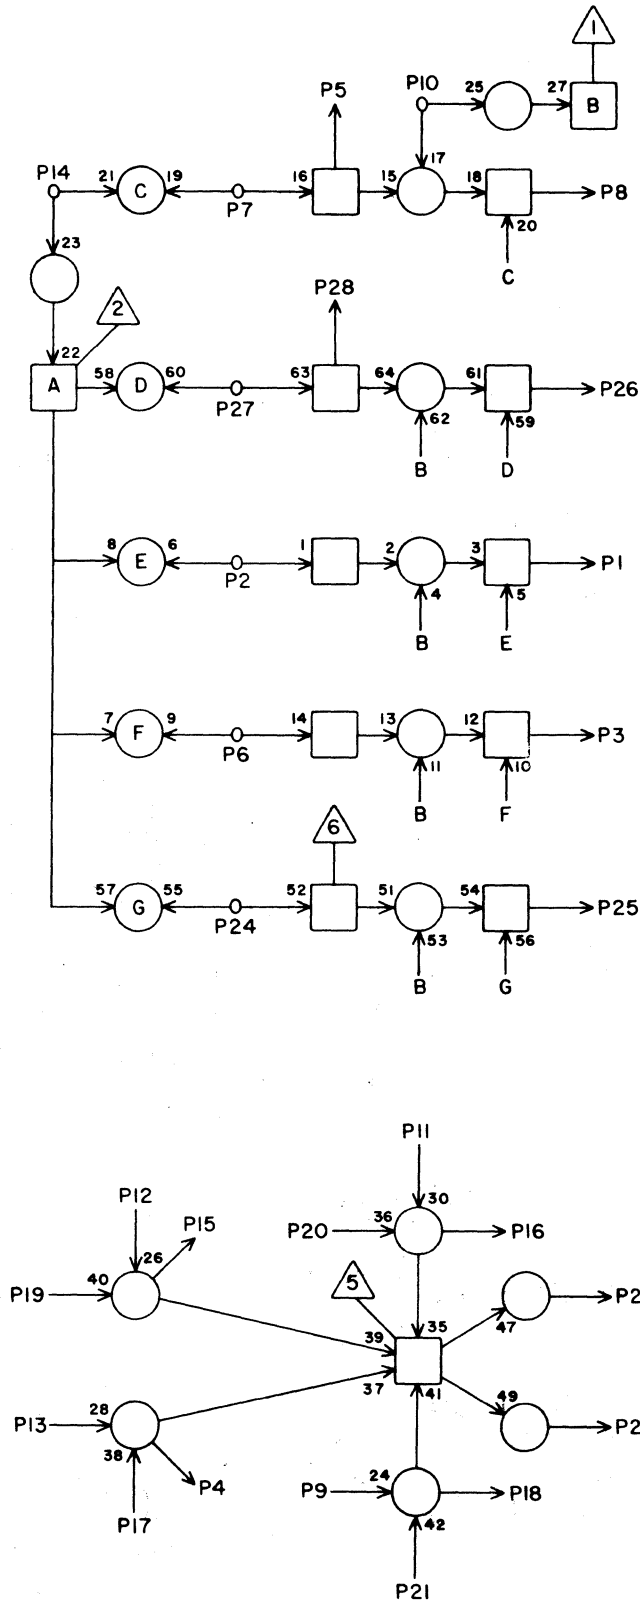 1
P5 P10 25 27 B
P14 21 C 19 P7 16 15 17 18 P8
23 20
C
2 P28
22
A 58 D 60 P27 63 64 61 P26
62 59
B D
8 E 6 P2 1 2 3 P1
4 5
B E
7 F 9 P6 14 13 12 P3
11 10
B F
6
57 G 55 P24 52 51 54 P25
53 56
B G
P11
P12 30
P15 P20 36 P16
26
P19 40 5
39 35 47 P2
37 41
P13 28 49 P2
38 P4 P9 24 P18
P17 42
P21